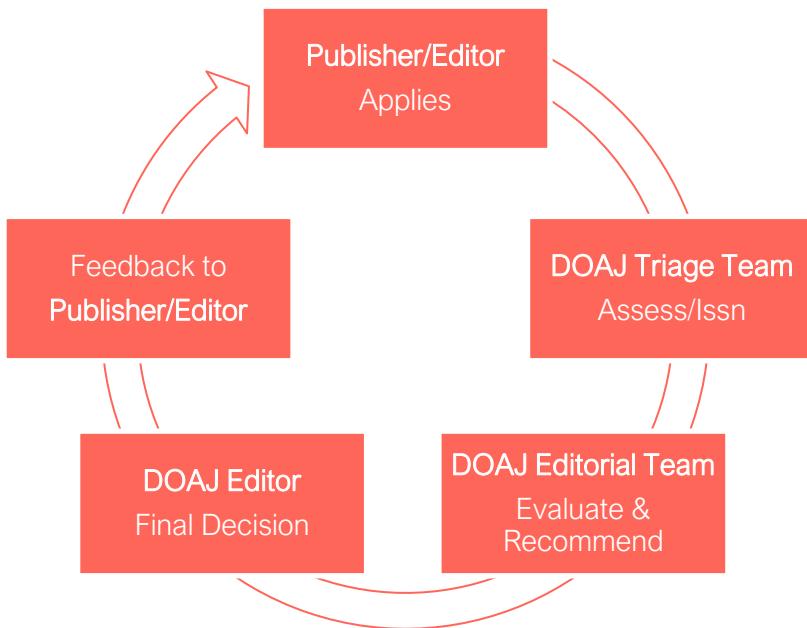 Publisher/Editor
Applies
DOAJ Triage Team
Assess/Issn
DOAJ Editorial Team
Evaluate &
Recommend
DOAJ Editor
Final Decision
Feedback to
Publisher/Editor